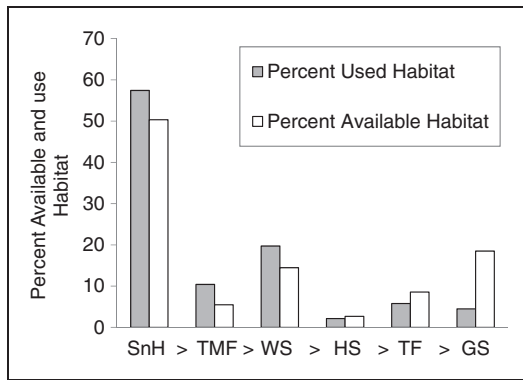 70
60
50
40
30
20
10
0
Percent Available and use
Habitat
Percent Used Habitat
Percent Available Habitat
SnH > TMF > WS > HS > TF > GS